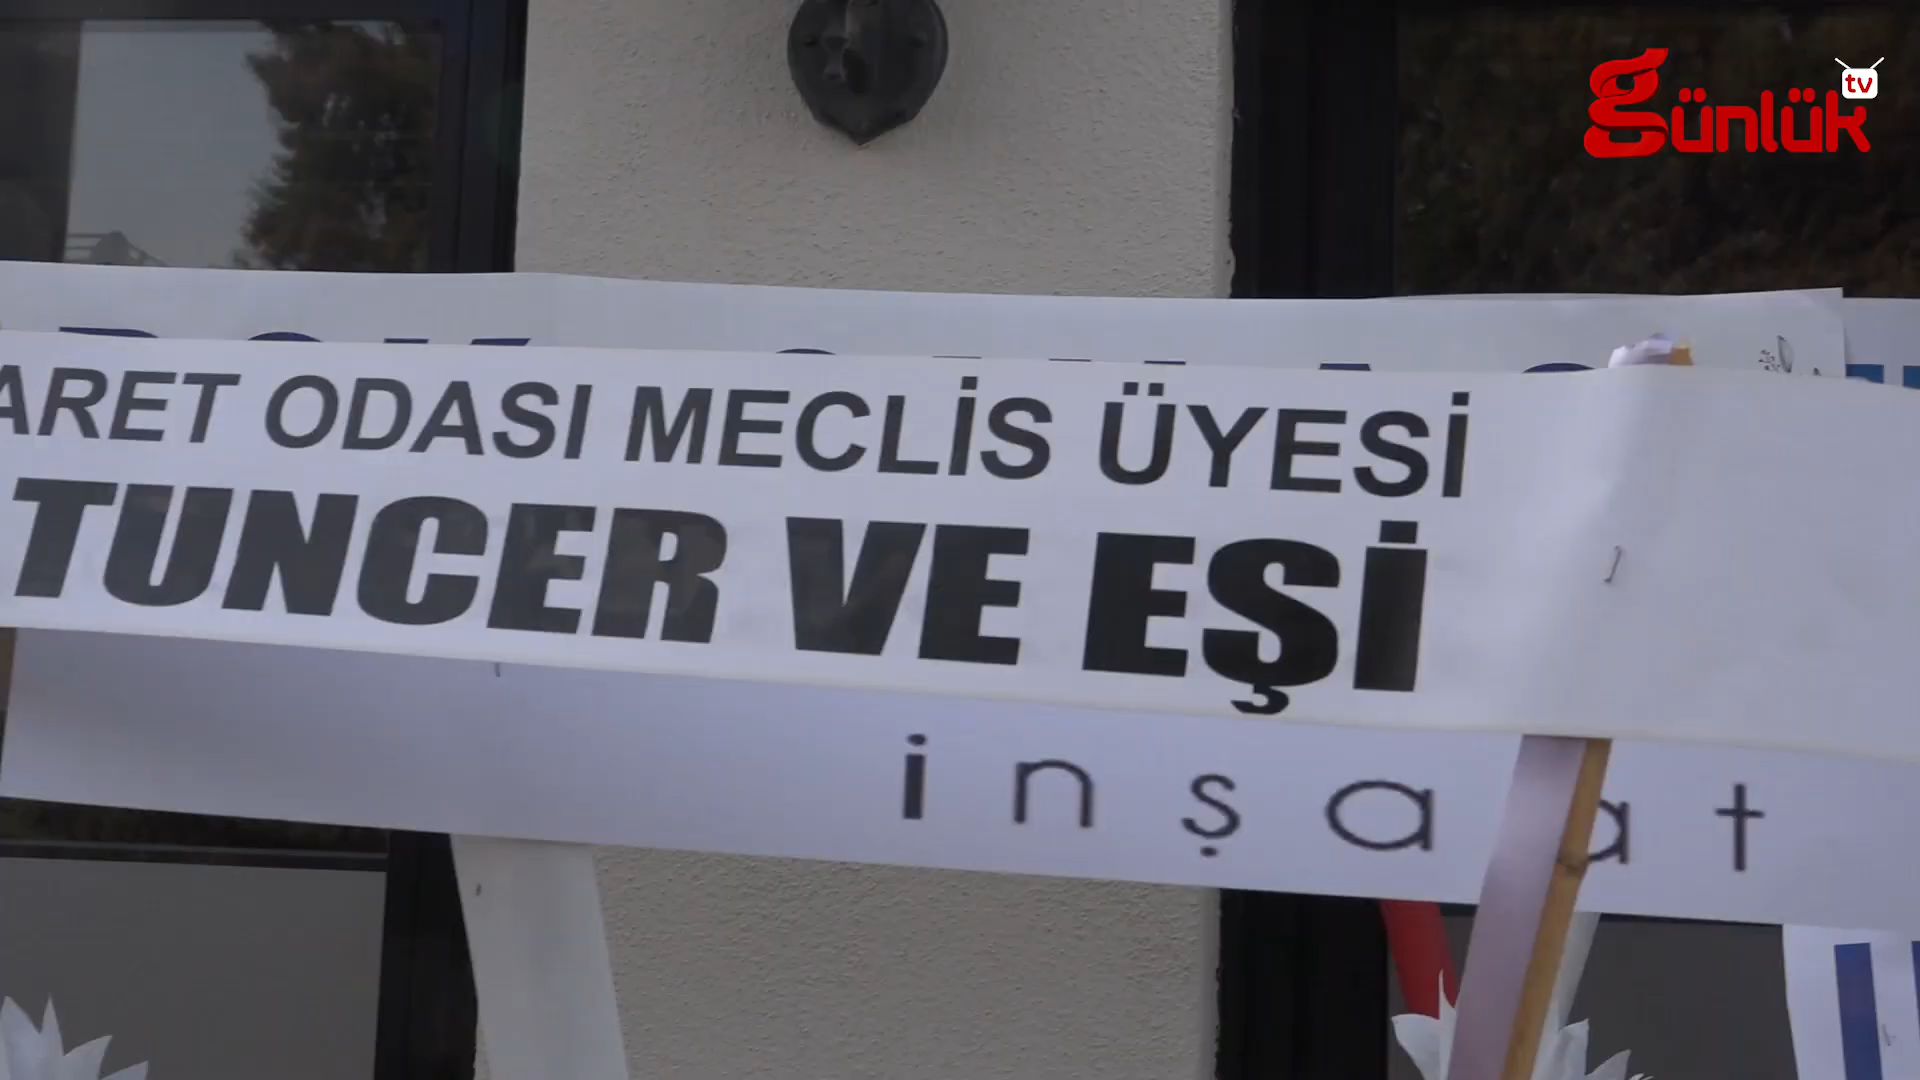 günlük tv
ARET ODASI MECLİS ÜYESİ
TUNCER VE EŞİ
inşaat